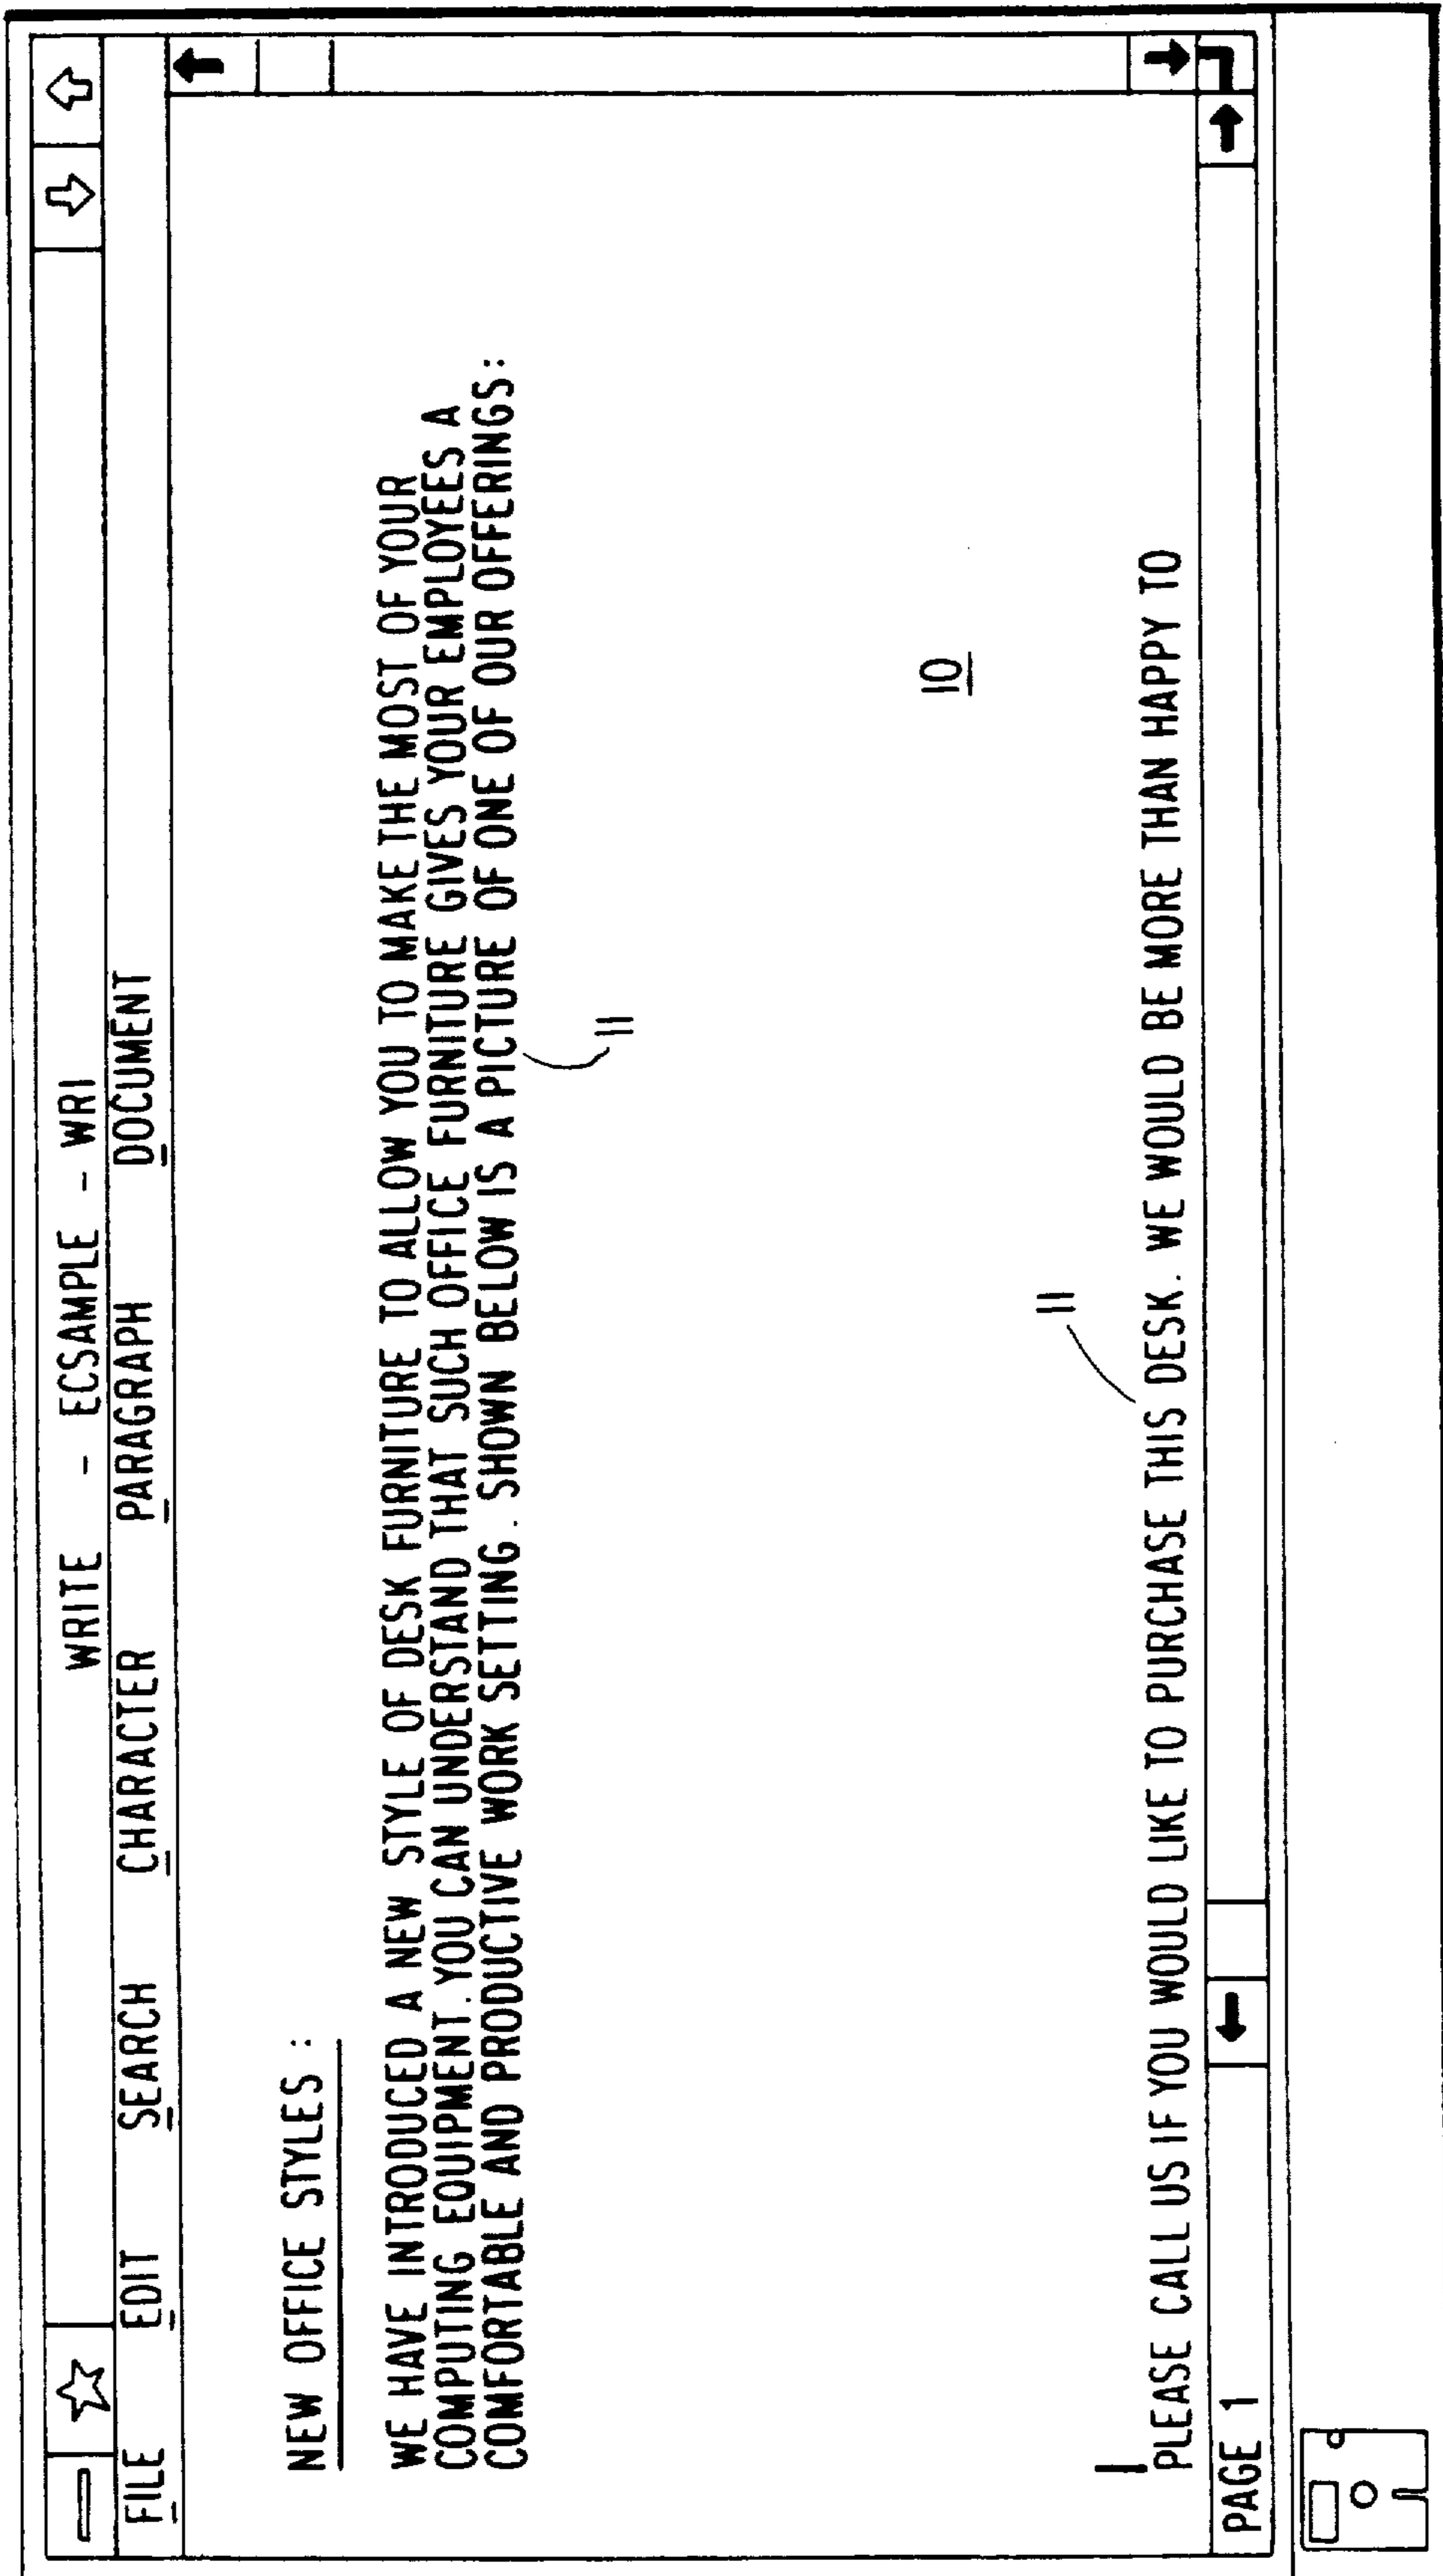 WRITE - ECSAMPLE - WRI
FILE EDIT SEARCH CHARACTER PARAGRAPH DOCUMENT
NEW OFFICE STYLES :
WE HAVE INTRODUCED A NEW STYLE OF DESK FURNITURE TO ALLOW YOU TO MAKE THE MOST OF YOUR
COMPUTING EQUIPMENT. YOU CAN UNDERSTAND THAT SUCH OFFICE FURNITURE GIVES YOUR EMPLOYEES A
COMFORTABLE AND PRODUCTIVE WORK SETTING. SHOWN BELOW IS A PICTURE OF ONE OF OUR OFFERINGS:
11
10
11
PLEASE CALL US IF YOU WOULD LIKE TO PURCHASE THIS DESK. WE WOULD BE MORE THAN HAPPY TO
PAGE 1